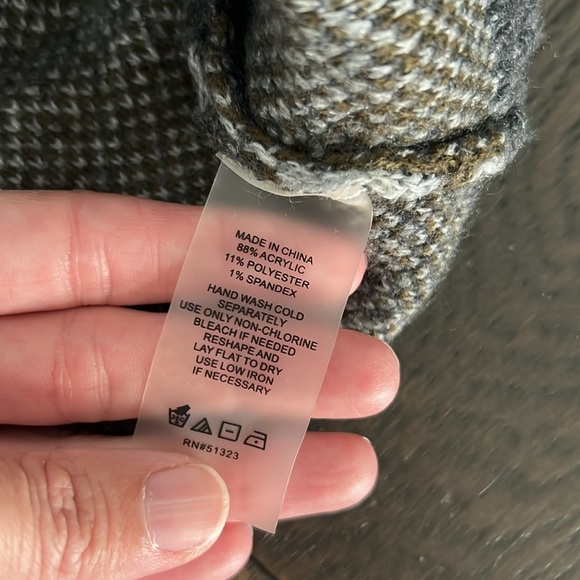 MADE IN CHINA
88% ACRYLIC
11% POLYESTER
1% SPANDEX
HAND WASH COLD
SEPARATELY
USE ONLY NON-CHLORINE
BLEACH IF NEEDED
RESHAPE AND
LAY FLAT TO DRY
USE LOW IRON
IF NECESSARY
RN#51323